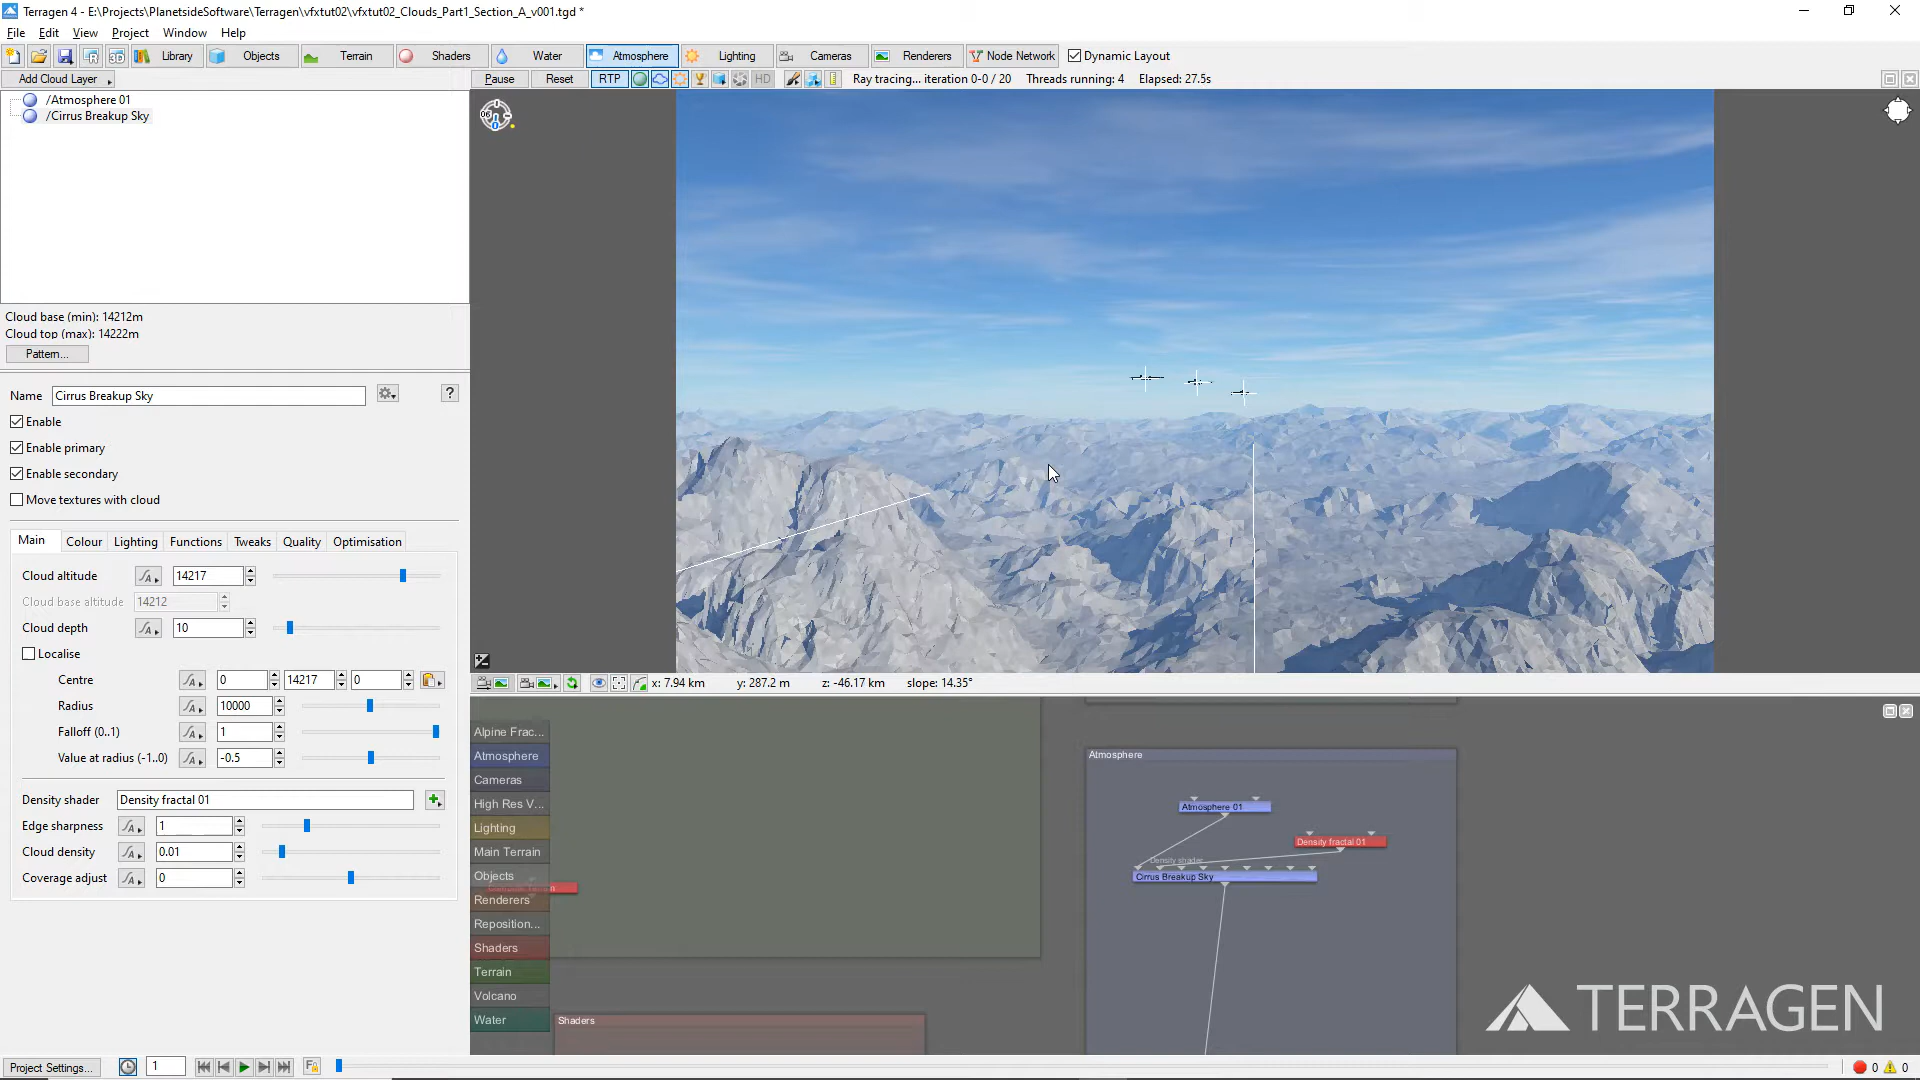 Terragen 4 - E:\Projects\PlanetsideSoftware\Terragen\vfxtut02\vfxtut02_Clouds_Part1_Section_A_v001.tgd *
File Edit View Project Window Help
Library Objects Terrain Shaders Water Atmosphere Lighting Cameras Renderers Node Network Dynamic Layout
Add Cloud Layer
Pause Reset RTP HD Ray tracing... iteration 0-0 / 20 Threads running: 4 Elapsed: 27.5s
/Atmosphere 01
/Cirrus Breakup Sky
Cloud base (min): 14212m
Cloud top (max): 14222m
Pattern...
Name Cirrus Breakup Sky ?
Enable
Enable primary
Enable secondary
Move textures with cloud
Main Colour Lighting Functions Tweaks Quality Optimisation
Cloud altitude 14217
Cloud base altitude 14212
Cloud depth 10
Localise
Centre 0 14217 0
Radius 10000
Falloff (0..1) 1
Value at radius (-1..0) -0.5
Density shader Density fractal 01
Edge sharpness 1
Cloud density 0.01
Coverage adjust 0
x: 7.94 km y: 287.2 m z: -46.17 km slope: 14.35°
Alpine Frac...
Atmosphere
Cameras
High Res V...
Lighting
Main Terrain
Objects
Renderers
Reposition...
Shaders
Terrain
Volcano
Water
Shaders
Atmosphere
Atmosphere 01
Density fractal 01
Density shader
Cirrus Breakup Sky
TERRAGEN
Project Settings... 1 0 0